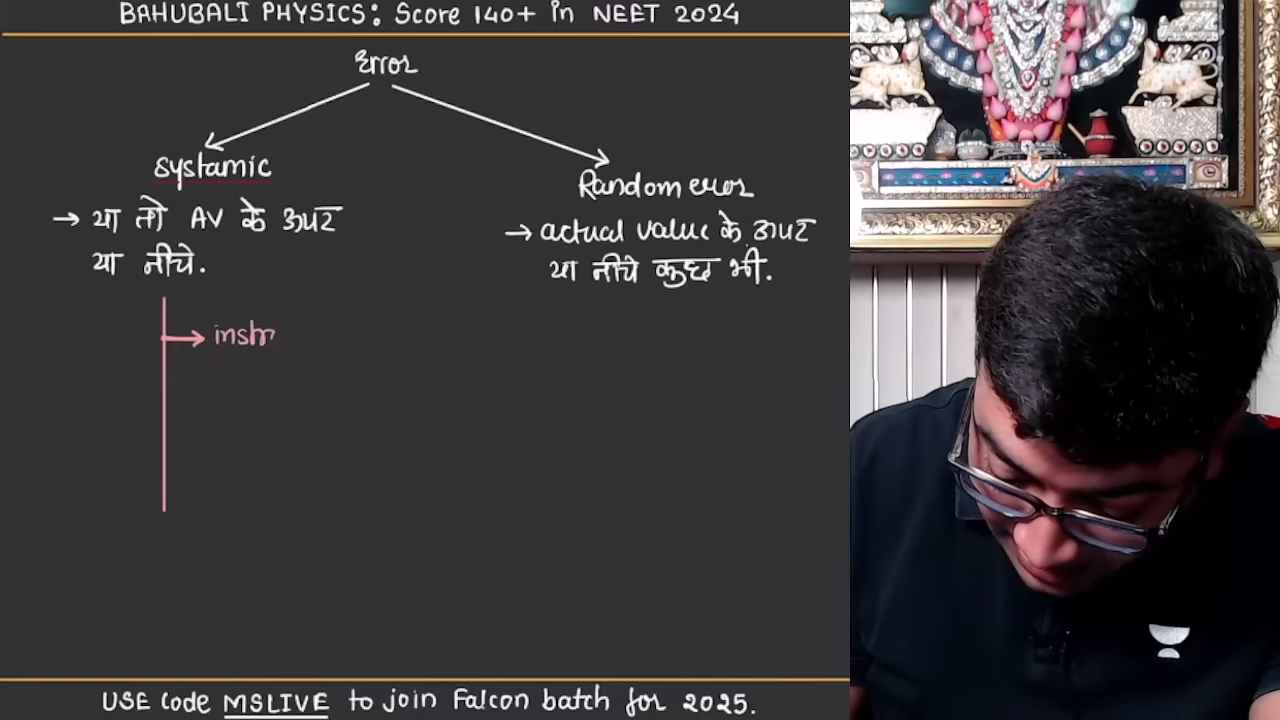 BAHUBALI PHYSICS: Score 140+ in NEET 2024
Error
systamic
→ या तो AV के ऊपर
या नीचे.
→ instr
Random error
→ actual value के ऊपर
या नीचे कुछ भी.
USE Code MSLIVE to join Falcon batch for 2025.